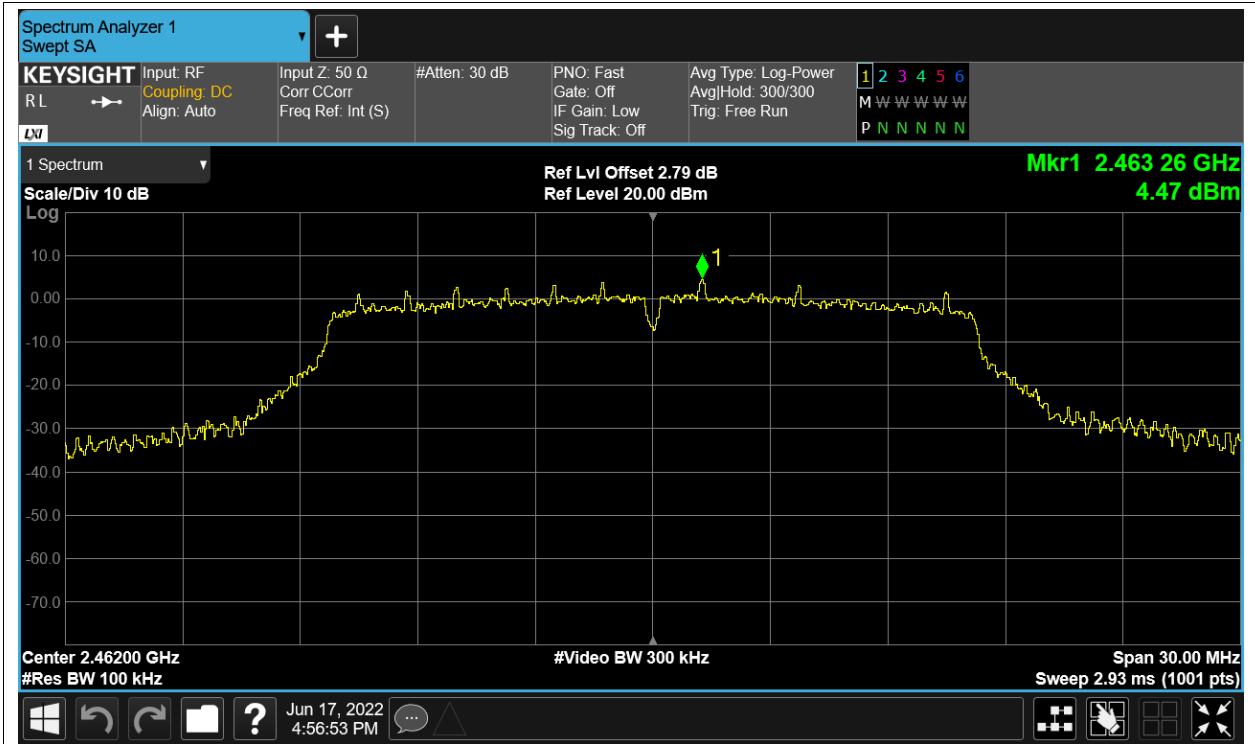 Spectrum Analyzer 1
Swept SA
KEYSIGHT
R L
LXI
Input: RF
Coupling: DC
Align: Auto
Input Z: 50 Ω
Corr CCorr
Freq Ref: Int (S)
#Atten: 30 dB
PNO: Fast
Gate: Off
IF Gain: Low
Sig Track: Off
Avg Type: Log-Power
Avg|Hold: 300/300
Trig: Free Run
1 2 3 4 5 6
M W W W W W
P N N N N N
1 Spectrum
Scale/Div 10 dB
Log
Ref Lvl Offset 2.79 dB
Ref Level 20.00 dBm
Mkr1 2.463 26 GHz
4.47 dBm
1
10.0
0.00
-10.0
-20.0
-30.0
-40.0
-50.0
-60.0
-70.0
Center 2.46200 GHz
#Res BW 100 kHz
#Video BW 300 kHz
Span 30.00 MHz
Sweep 2.93 ms (1001 pts)
?
Jun 17, 2022
4:56:53 PM